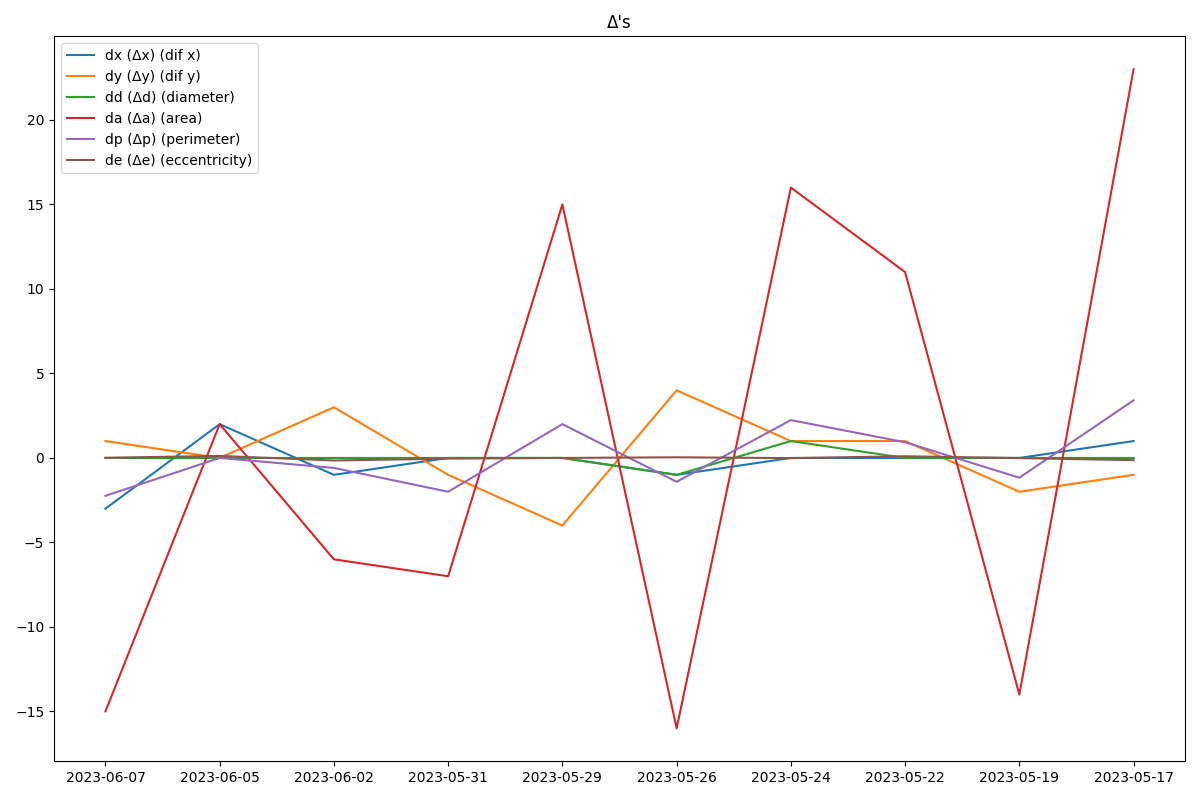 Δ's
dx (Δx) (dif x)
dy (Δy) (dif y)
dd (Δd) (diameter)
da (Δa) (area)
dp (Δp) (perimeter)
de (Δe) (eccentricity)
20
15
10
5
0
−5
−10
−15
2023-06-07 2023-06-05 2023-06-02 2023-05-31 2023-05-29 2023-05-26 2023-05-24 2023-05-22 2023-05-19 2023-05-17